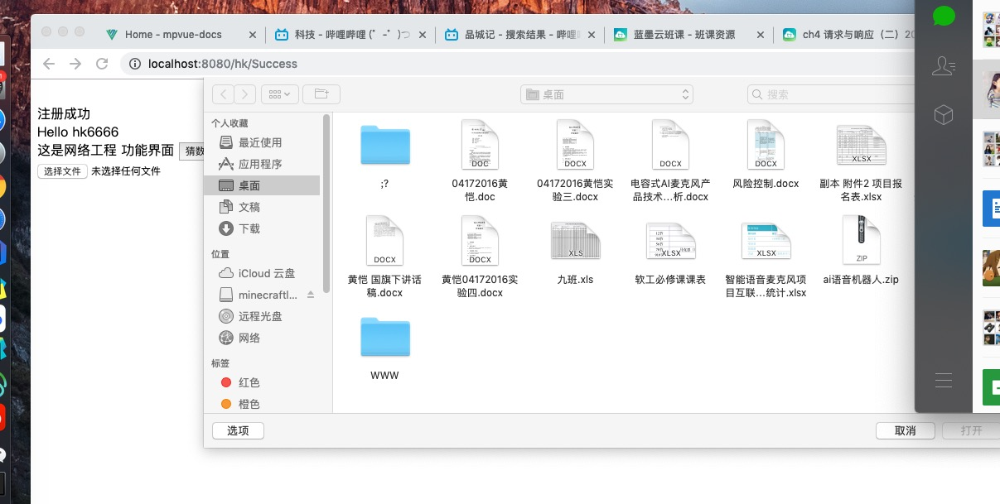 Home - mpvue-docs
科技 - 哔哩哔哩 (゜-゜)つ
品城记 - 搜索结果 - 哔哩
蓝墨云班课 - 班课资源
ch4 请求与响应（二）20
localhost:8080/hk/Success
注册成功
Hello hk6666
这是网络工程 功能界面 猜数
选择文件 未选择任何文件
桌面
搜索
个人收藏
最近使用
应用程序
桌面
文稿
下载
位置
iCloud 云盘
minecraftl...
远程光盘
网络
标签
红色
橙色
DOC
DOCX
DOCX
DOCX
XLSX
;?
04172016黄
恺.doc
04172016黄恺实
验三.docx
电容式AI麦克风产
品技术...析.docx
风险控制.docx
副本 附件2 项目报
名表.xlsx
DOCX
DOCX
XLS
XLSX
XLSX
ZIP
黄恺 国旗下讲话
稿.docx
黄恺04172016实
验四.docx
九班.xls
软工必修课课表
智能语音麦克风项
目互联...统计.xlsx
ai语音机器人.zip
WWW
选项
取消
打开